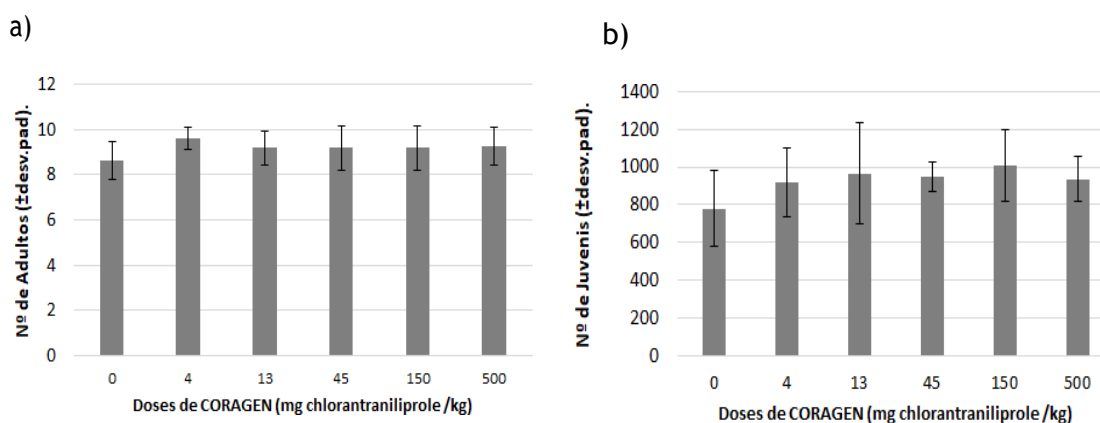 a)
Nº de Adultos (±desv.pad).
12
10
8
6
4
2
0
0 4 13 45 150 500
Doses de CORAGEN (mg chlorantraniliprole /kg)
b)
Nº de Juvenis (±desv.pad).
1400
1200
1000
800
600
400
200
0
0 4 13 45 150 500
Doses de CORAGEN (mg chlorantraniliprole /kg)